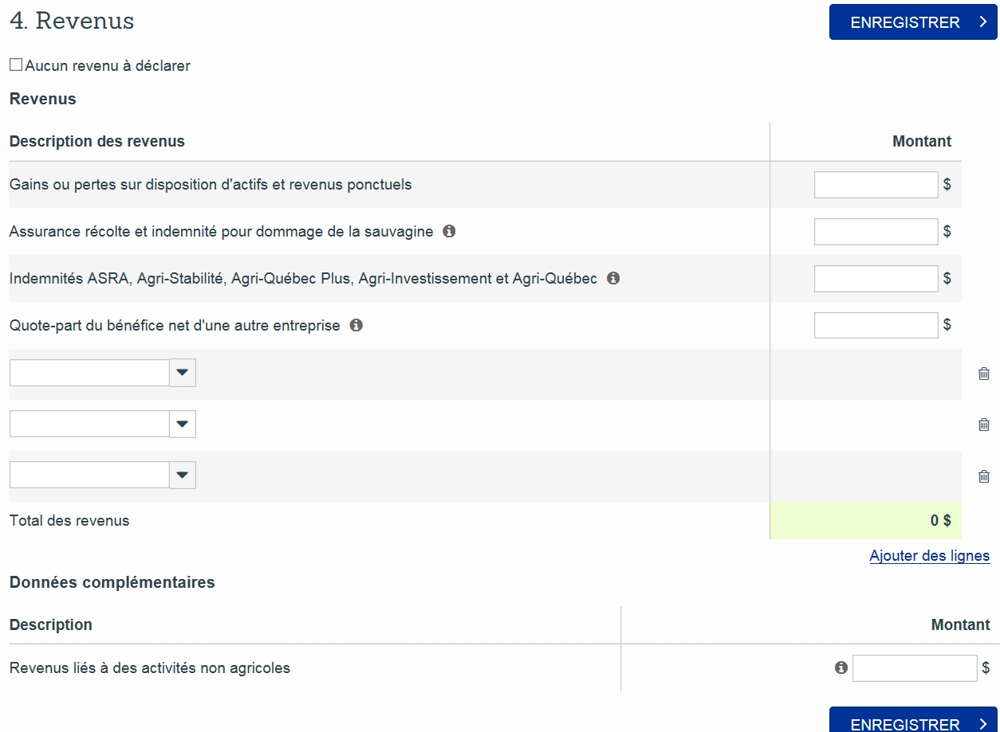 4. Revenus
ENREGISTRER
Aucun revenu à déclarer
Revenus
Description des revenus Montant
Gains ou pertes sur disposition d'actifs et revenus ponctuels $
Assurance récolte et indemnité pour dommage de la sauvagine $
Indemnités ASRA, Agri-Stabilité, Agri-Québec Plus, Agri-Investissement et Agri-Québec $
Quote-part du bénéfice net d'une autre entreprise $
Total des revenus 0 $
Ajouter des lignes
Données complémentaires
Description Montant
Revenus liés à des activités non agricoles $
ENREGISTRER